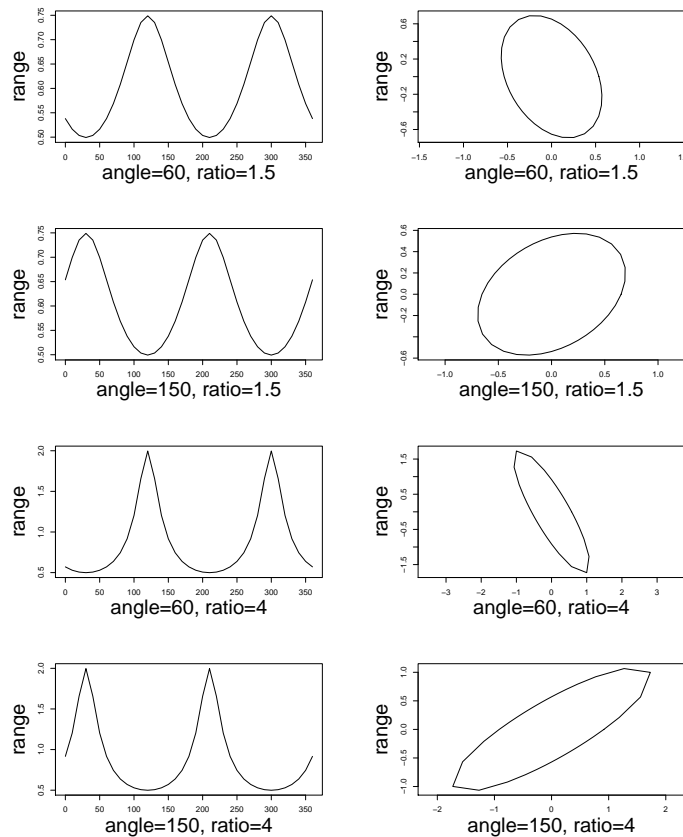 range
0.50 0.55 0.60 0.65 0.70 0.75
0 50 100 150 200 250 300 350
angle=60, ratio=1.5
range
−0.6 −0.2 0.2 0.6
−1.5 −1.0 −0.5 0.0 0.5 1.0 1.5
angle=60, ratio=1.5
range
0.50 0.55 0.60 0.65 0.70 0.75
0 50 100 150 200 250 300 350
angle=150, ratio=1.5
range
−0.6 −0.4 −0.2 0.0 0.2 0.4 0.6
−1.0 −0.5 0.0 0.5 1.0
angle=150, ratio=1.5
range
0.5 1.0 1.5 2.0
0 50 100 150 200 250 300 350
angle=60, ratio=4
range
−1.5 −0.5 0.5 1.5
−3 −2 −1 0 1 2 3
angle=60, ratio=4
range
0.5 1.0 1.5 2.0
0 50 100 150 200 250 300 350
angle=150, ratio=4
range
−1.0 −0.5 0.0 0.5 1.0
−2 −1 0 1 2
angle=150, ratio=4